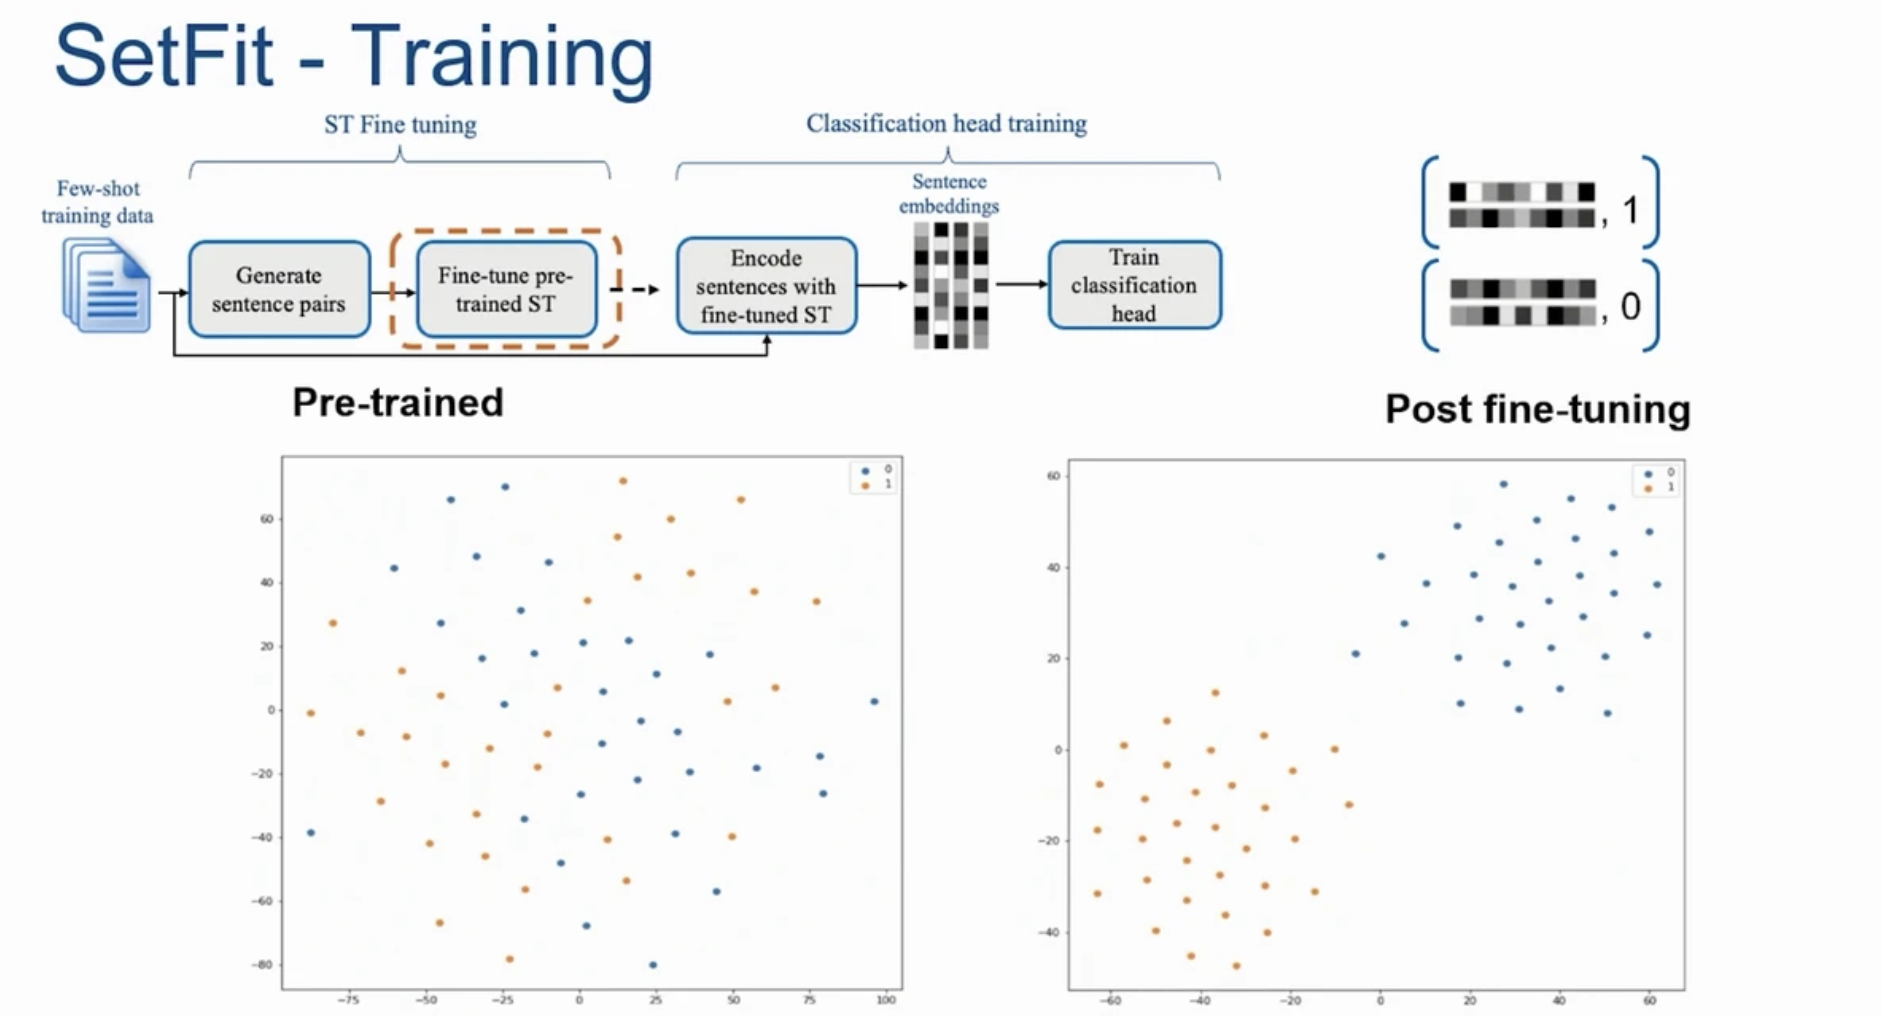 SetFit - Training
ST Fine tuning
Classification head training
Few-shot
training data
Generate
sentence pairs
Fine-tune pre-
trained ST
Encode
sentences with
fine-tuned ST
Sentence
embeddings
Train
classification
head
, 1
, 0
Pre-trained
Post fine-tuning
0
1
60
40
20
0
−20
−40
−60
−80
−75
−50
−25
0
25
50
75
100
0
1
60
40
20
0
−20
−40
−60
−40
−20
0
20
40
60